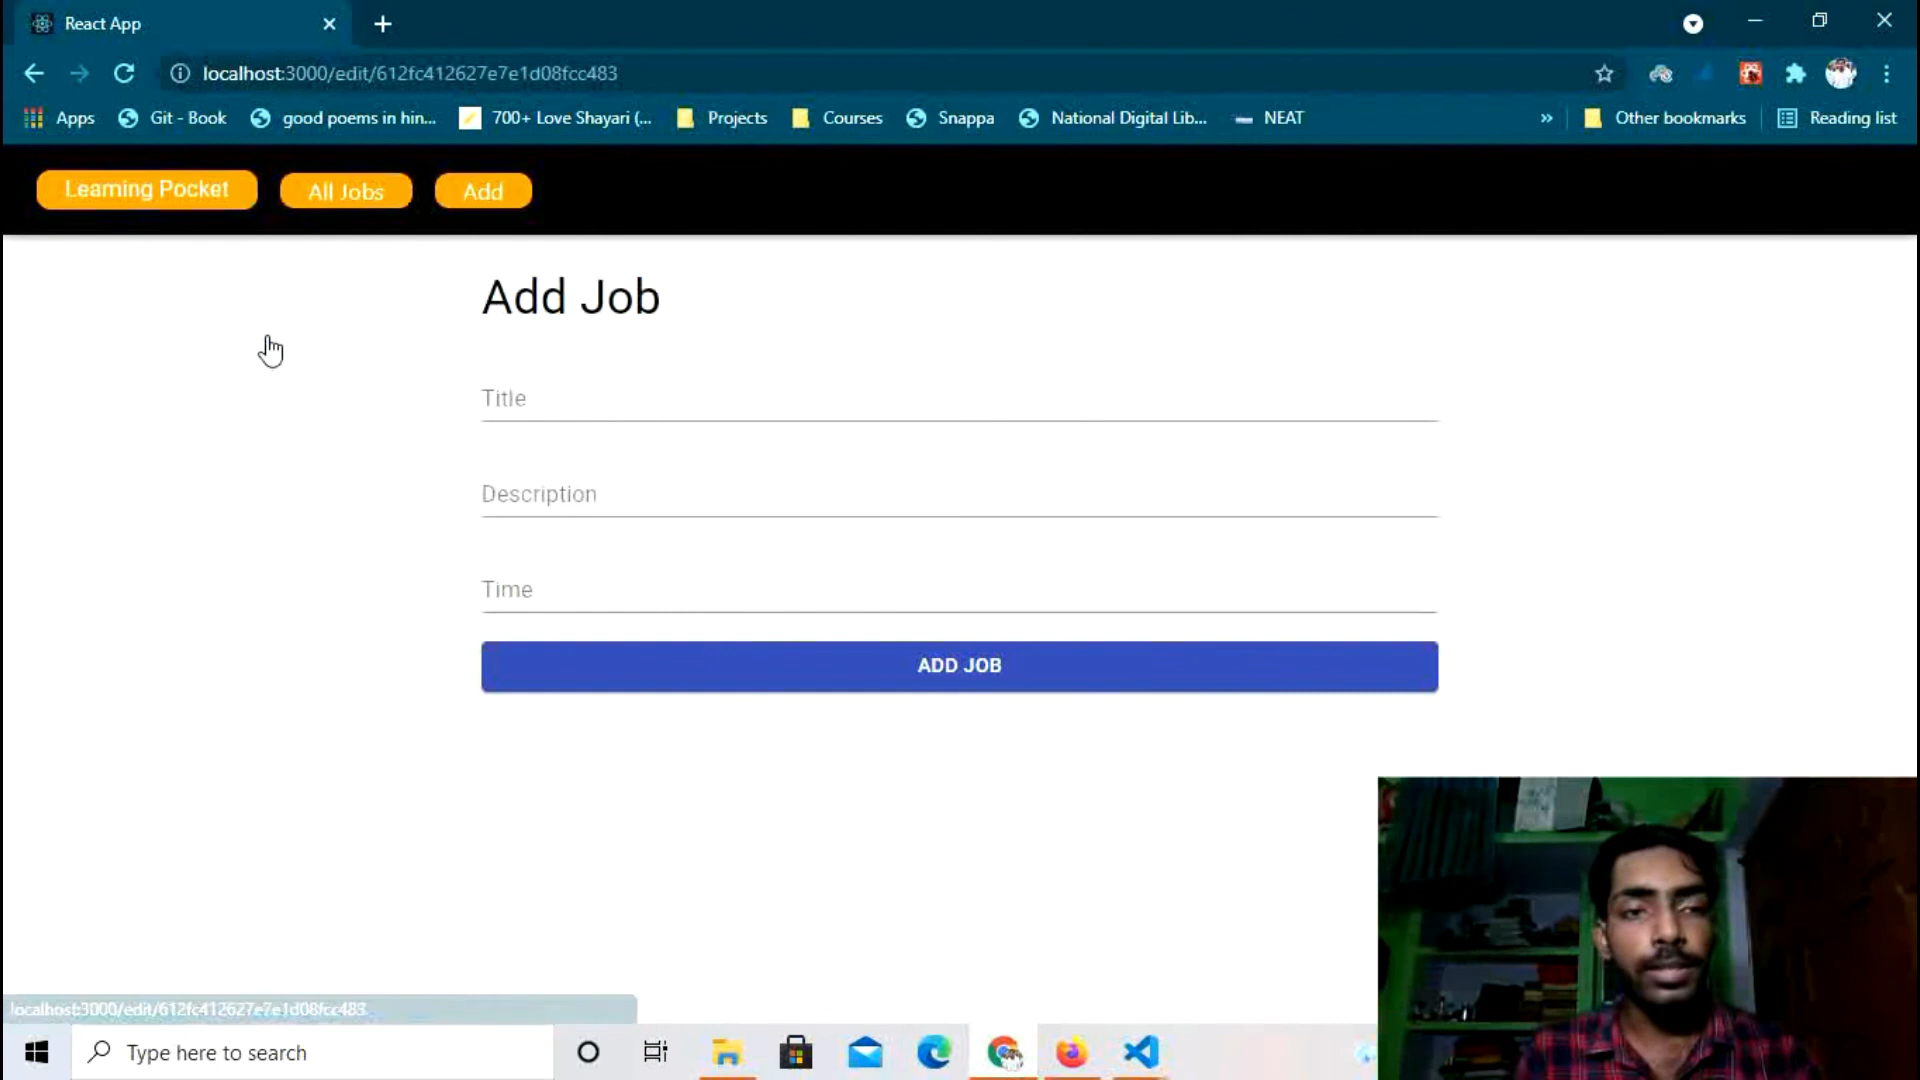 React App
localhost:3000/edit/612fc412627e7e1d08fcc483
Apps Git - Book good poems in hin... 700+ Love Shayari (... Projects Courses Snappa National Digital Lib... NEAT » Other bookmarks Reading list
Learning Pocket All Jobs Add
Add Job
Title
Description
Time
ADD JOB
localhost:3000/edit/612fc412627e7e1d08fcc483
Type here to search